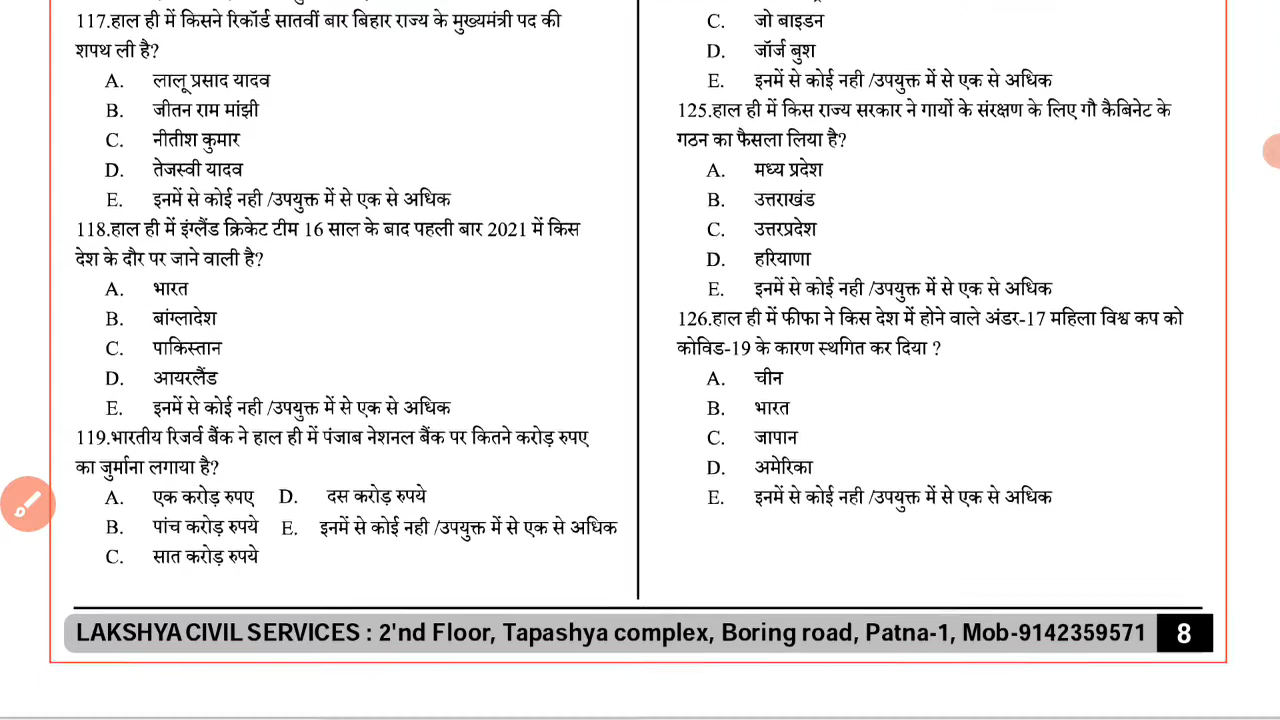 117.हाल ही में किसने रिकॉर्ड सातवीं बार बिहार राज्य के मुख्यमंत्री पद की
शपथ ली है?
A. लालू प्रसाद यादव
B. जीतन राम मांझी
C. नीतीश कुमार
D. तेजस्वी यादव
E. इनमें से कोई नही /उपयुक्त में से एक से अधिक
118.हाल ही में इंग्लैंड क्रिकेट टीम 16 साल के बाद पहली बार 2021 में किस
देश के दौर पर जाने वाली है?
A. भारत
B. बांग्लादेश
C. पाकिस्तान
D. आयरलैंड
E. इनमें से कोई नही /उपयुक्त में से एक से अधिक
119.भारतीय रिजर्व बैंक ने हाल ही में पंजाब नेशनल बैंक पर कितने करोड़ रुपए
का जुर्माना लगाया है?
A. एक करोड़ रुपए D. दस करोड़ रुपये
B. पांच करोड़ रुपये E. इनमें से कोई नही /उपयुक्त में से एक से अधिक
C. सात करोड़ रुपये
C. जो बाइडन
D. जॉर्ज बुश
E. इनमें से कोई नही /उपयुक्त में से एक से अधिक
125.हाल ही में किस राज्य सरकार ने गायों के संरक्षण के लिए गौ कैबिनेट के
गठन का फैसला लिया है?
A. मध्य प्रदेश
B. उत्तराखंड
C. उत्तरप्रदेश
D. हरियाणा
E. इनमें से कोई नही /उपयुक्त में से एक से अधिक
126.हाल ही में फीफा ने किस देश में होने वाले अंडर-17 महिला विश्व कप को
कोविड-19 के कारण स्थगित कर दिया ?
A. चीन
B. भारत
C. जापान
D. अमेरिका
E. इनमें से कोई नही /उपयुक्त में से एक से अधिक
LAKSHYA CIVIL SERVICES : 2'nd Floor, Tapashya complex, Boring road, Patna-1, Mob-9142359571 8